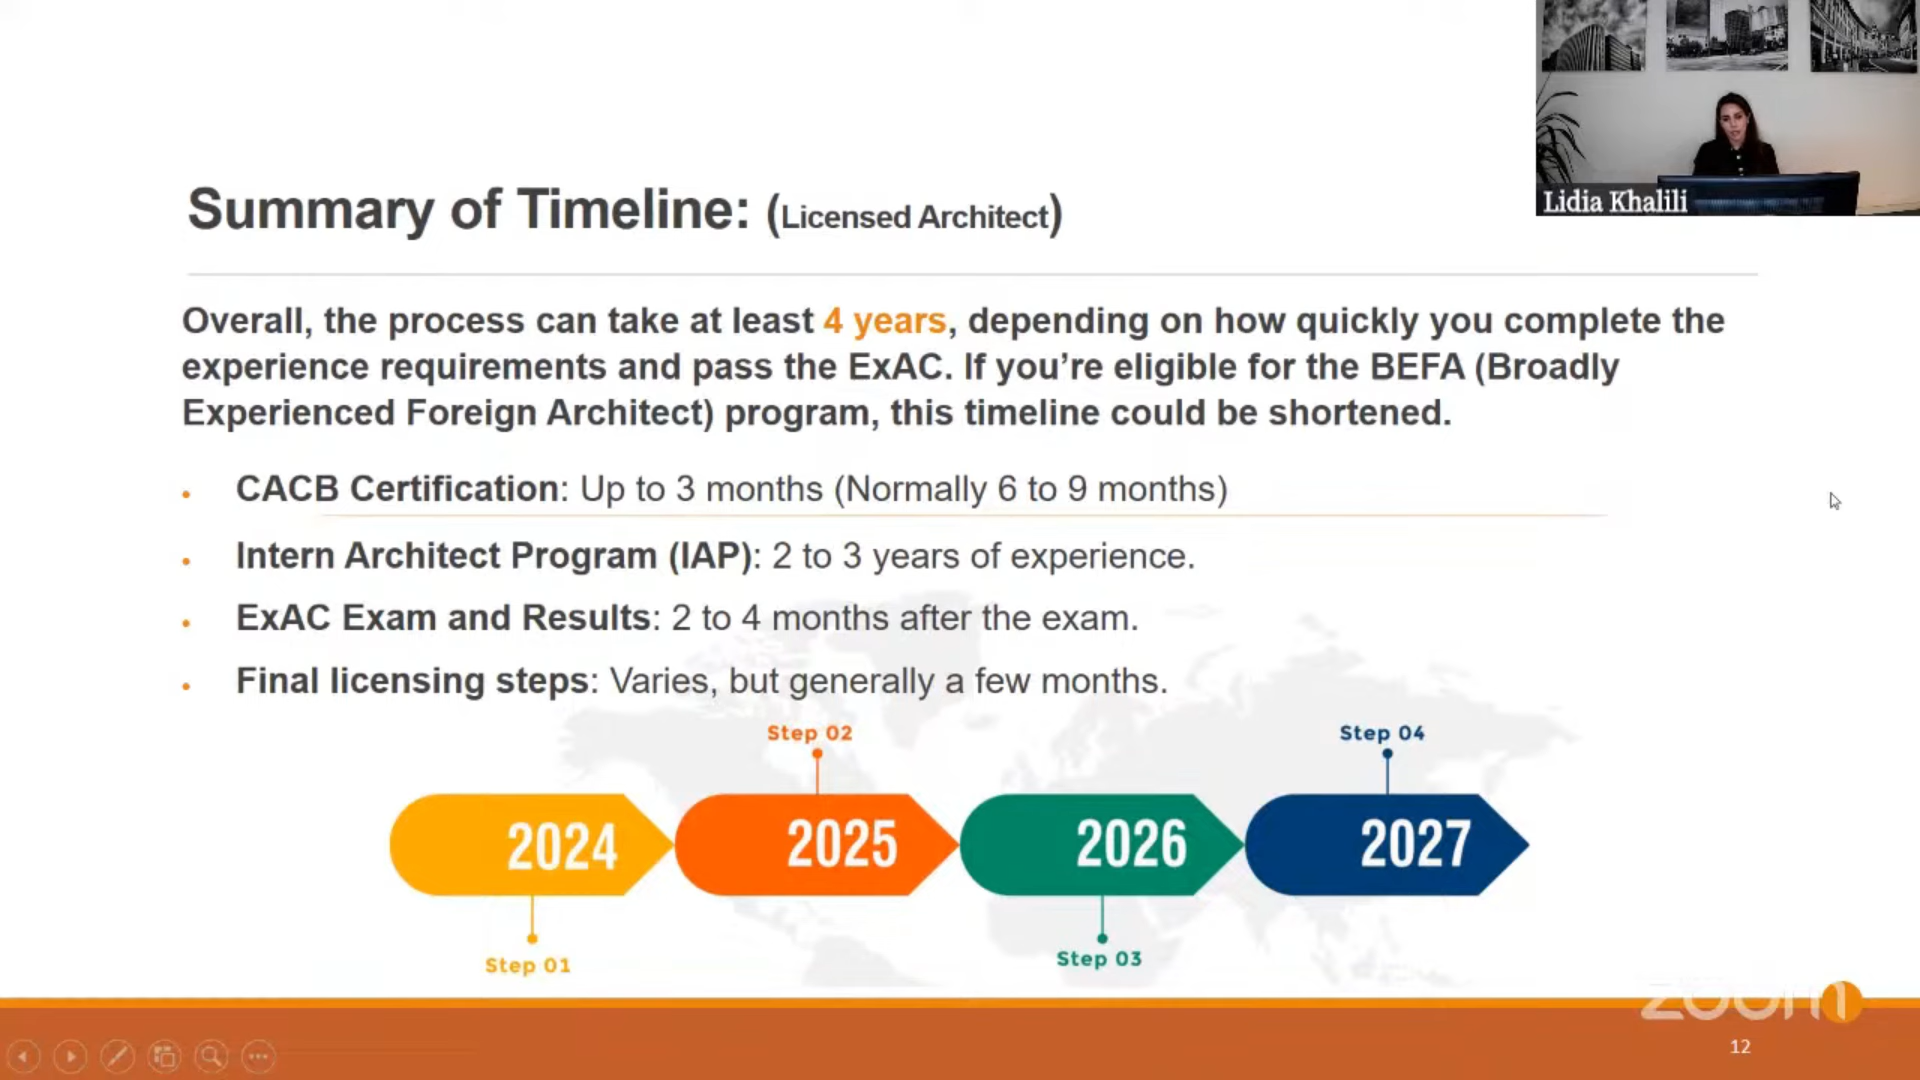 Lidia Khalili
Summary of Timeline: (Licensed Architect)
Overall, the process can take at least 4 years, depending on how quickly you complete the
experience requirements and pass the ExAC. If you’re eligible for the BEFA (Broadly
Experienced Foreign Architect) program, this timeline could be shortened.
• CACB Certification: Up to 3 months (Normally 6 to 9 months)
• Intern Architect Program (IAP): 2 to 3 years of experience.
• ExAC Exam and Results: 2 to 4 months after the exam.
• Final licensing steps: Varies, but generally a few months.
Step 02
Step 04
2024
2025
2026
2027
Step 01
Step 03
zoom
12